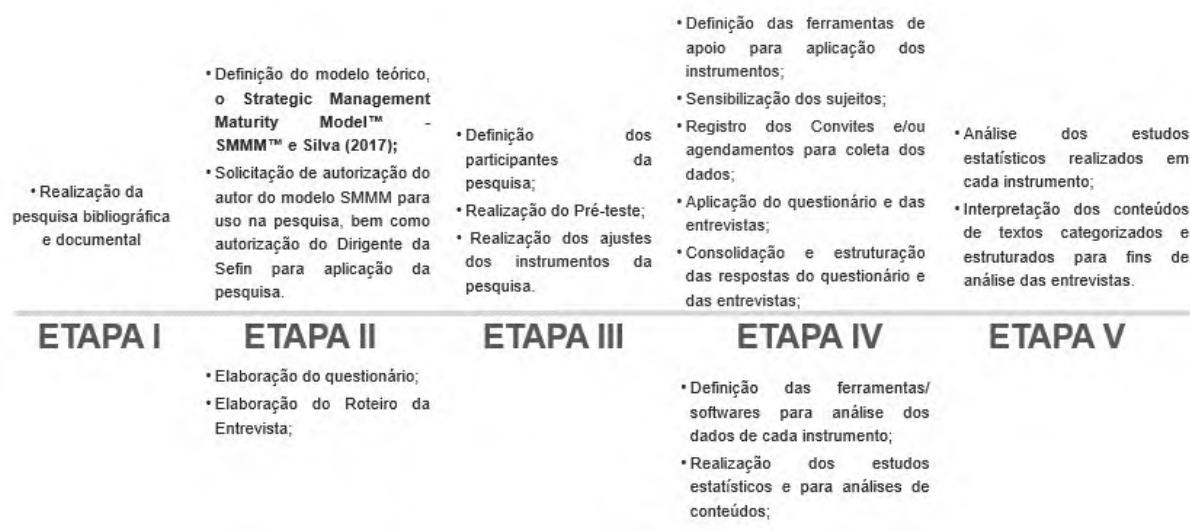 • Realização da
pesquisa bibliográfica
e documental
ETAPA I
• Definição do modelo teórico,
o Strategic Management
Maturity Model™ -
SMMM™ e Silva (2017);
• Solicitação de autorização do
autor do modelo SMMM para
uso na pesquisa, bem como
autorização do Dirigente da
Sefin para aplicação da
pesquisa.
ETAPA II
• Elaboração do questionário;
• Elaboração do Roteiro da
Entrevista;
• Definição dos
participantes da
pesquisa;
• Realização do Pré-teste;
• Realização dos ajustes
dos instrumentos da
pesquisa.
ETAPA III
• Definição das ferramentas de
apoio para aplicação dos
instrumentos;
• Sensibilização dos sujeitos;
• Registro dos Convites e/ou
agendamentos para coleta dos
dados;
• Aplicação do questionário e das
entrevistas;
• Consolidação e estruturação
das respostas do questionário e
das entrevistas;
ETAPA IV
• Definição das ferramentas/
softwares para análise dos
dados de cada instrumento;
• Realização dos estudos
estatísticos e para análises de
conteúdos;
• Análise dos estudos
estatísticos realizados em
cada instrumento;
• Interpretação dos conteúdos
de textos categorizados e
estruturados para fins de
análise das entrevistas.
ETAPA V